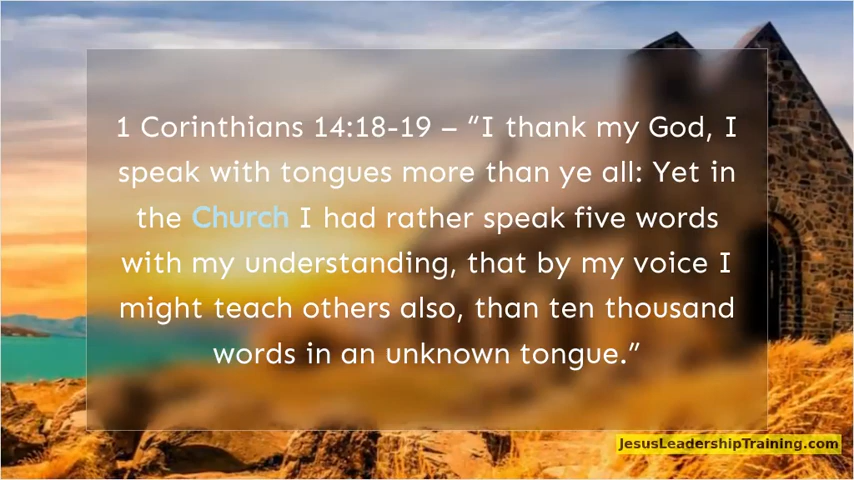 1 Corinthians 14:18-19 – “I thank my God, I
speak with tongues more than ye all: Yet in
the Church I had rather speak five words
with my understanding, that by my voice I
might teach others also, than ten thousand
words in an unknown tongue.”
JesusLeadershipTraining.com